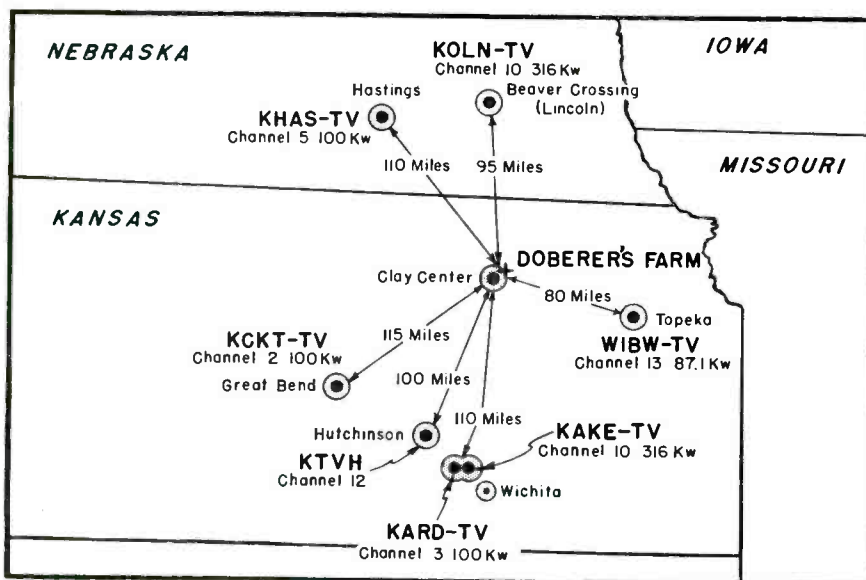 NEBRASKA
KOLN-TV
Channel 10 316 Kw
Beaver Crossing
(Lincoln)
IOWA
Hastings
KHAS-TV
Channel 5 100 Kw
110 Miles
95 Miles
MISSOURI
KANSAS
DOBERER'S FARM
Clay Center
80 Miles
Topeka
WIBW-TV
Channel 13 87.1 Kw
KCKT-TV
Channel 2 100 Kw
Great Bend
115 Miles
100 Miles
110 Miles
Hutchinson
KTVH
Channel 12
KAKE-TV
Channel 10 316 Kw
Wichita
KARD-TV
Channel 3 100 Kw